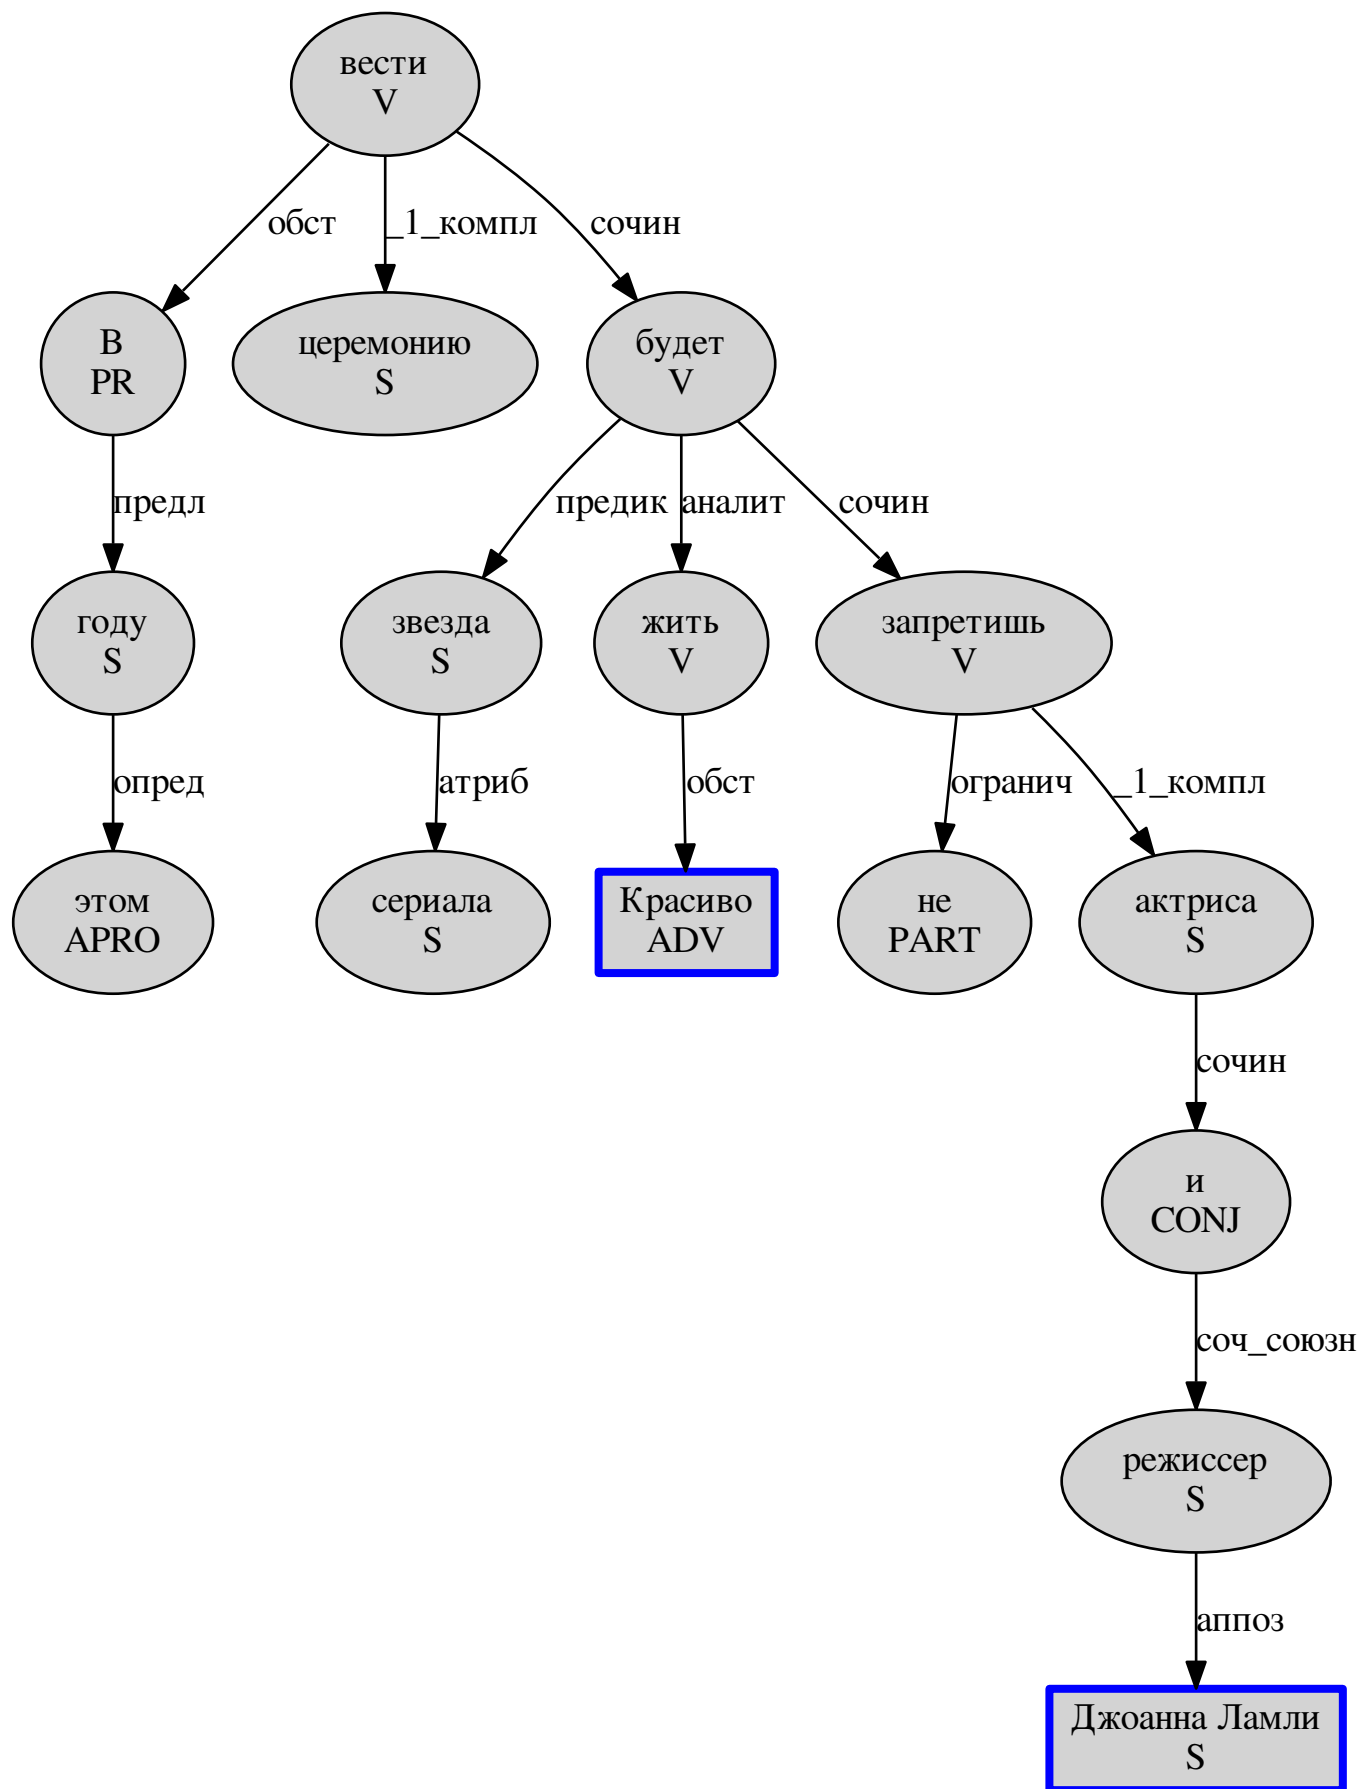 вести
V
обст
_1_компл
сочин
В
PR
церемонию
S
будет
V
предл
предик
аналит
сочин
году
S
звезда
S
жить
V
запретишь
V
опред
атриб
обст
огранич
_1_компл
этом
APRO
сериала
S
Красиво
ADV
не
PART
актриса
S
сочин
и
CONJ
соч_союзн
режиссер
S
аппоз
Джоанна Ламли
S